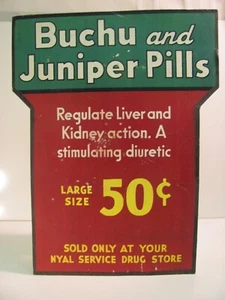 Buchu and
Juniper Pills
Regulate Liver and
Kidney action. A
stimulating diuretic
LARGE
SIZE 50¢
SOLD ONLY AT YOUR
NYAL SERVICE DRUG STORE